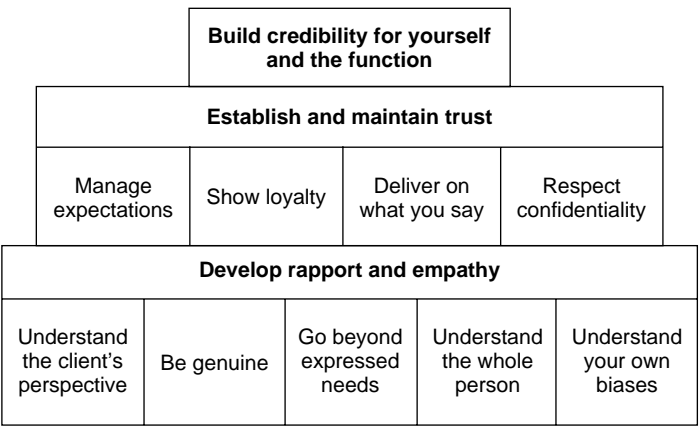 Build credibility for yourself
and the function
Establish and maintain trust
Manage
expectations
Show loyalty
Deliver on
what you say
Respect
confidentiality
Develop rapport and empathy
Understand
the client’s
perspective
Be genuine
Go beyond
expressed
needs
Understand
the whole
person
Understand
your own
biases